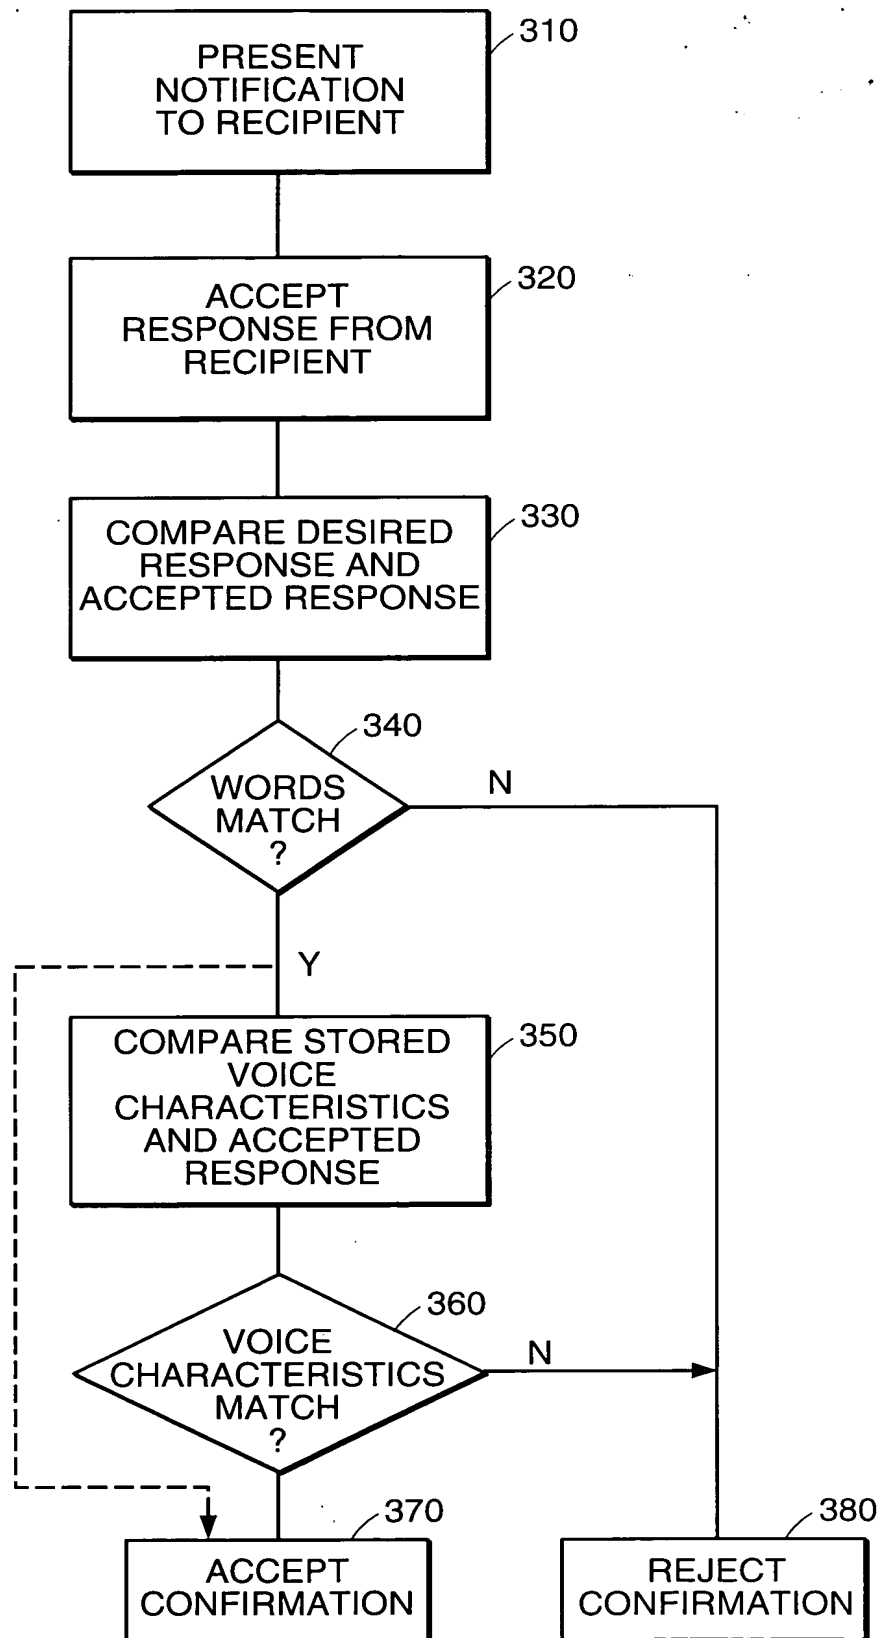 310
PRESENT
NOTIFICATION
TO RECIPIENT
320
ACCEPT
RESPONSE FROM
RECIPIENT
330
COMPARE DESIRED
RESPONSE AND
ACCEPTED RESPONSE
340
WORDS
MATCH
?
N
Y
350
COMPARE STORED
VOICE
CHARACTERISTICS
AND ACCEPTED
RESPONSE
360
VOICE
CHARACTERISTICS
MATCH
?
N
370
ACCEPT
CONFIRMATION
380
REJECT
CONFIRMATION